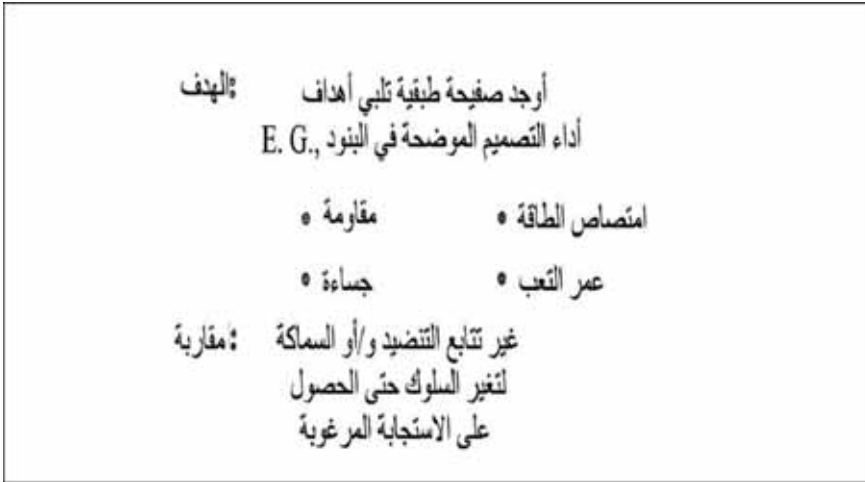 الهدف: أوجد صفيحة طبقية تلبي أهداف
أداء التصميم الموضحة في البنود E. G.,
• مقاومة • امتصاص الطاقة
• جساءة • عمر التعب
مقاربة: غير تتابع التنضيد و/أو السماكة
لتغير السلوك حتى الحصول
على الاستجابة المرغوبة